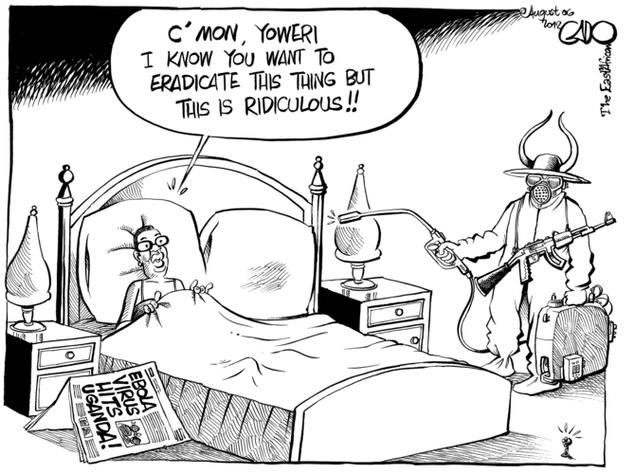 C'MON, YOWERI
I KNOW YOU WANT TO
ERADICATE THIS THING BUT
THIS IS RIDICULOUS!!
August 06
2012
GADO
The EastAfrican
EBOLA
VIRUS
HITS
UGANDA!